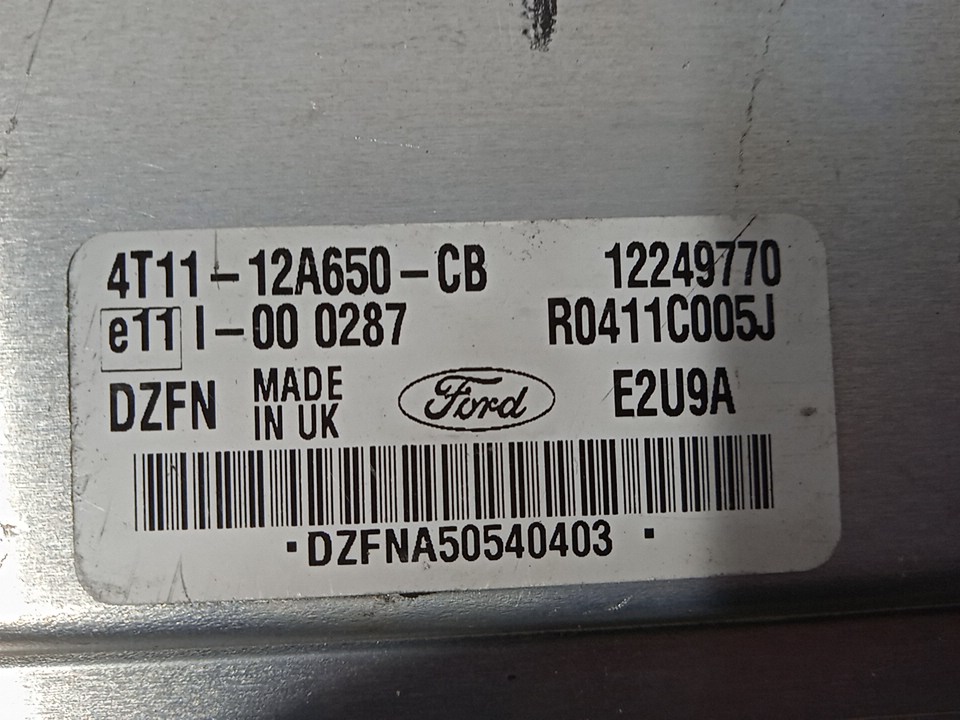 4T11-12A650-CB 12249770
e11 I-00 0287 R0411C005J
DZFN MADE IN UK Ford E2U9A
·DZFNA50540403 ·